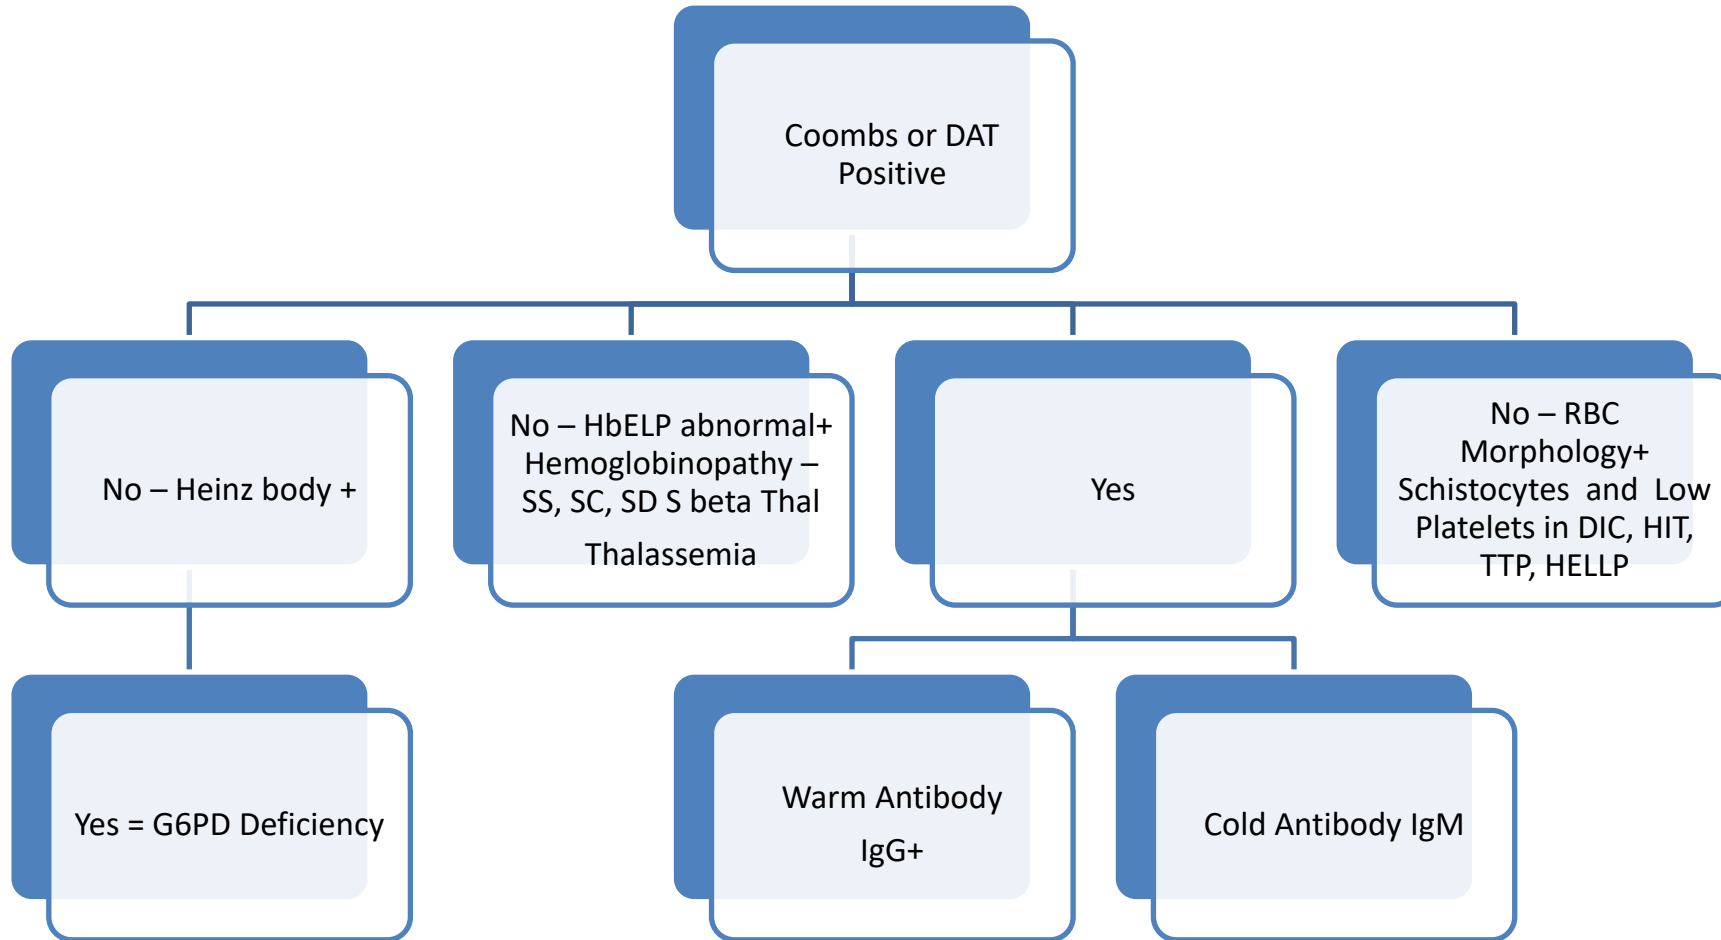 Coombs or DAT
Positive
No – Heinz body +
No – HbELP abnormal+
Hemoglobinopathy –
SS, SC, SD S beta Thal
Thalassemia
Yes
No – RBC
Morphology+
Schistocytes and Low
Platelets in DIC, HIT,
TTP, HELLP
Yes = G6PD Deficiency
Warm Antibody
IgG+
Cold Antibody IgM